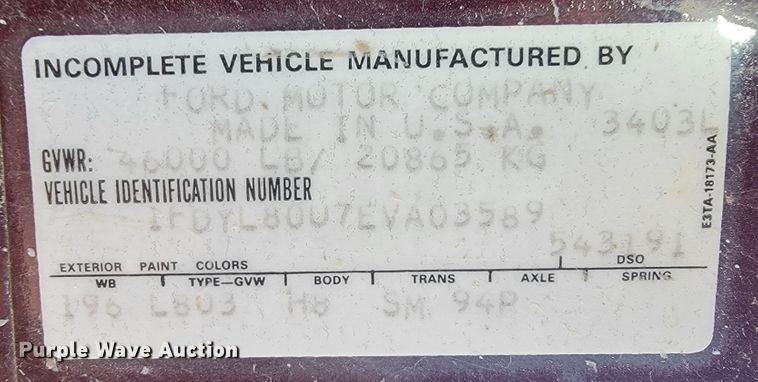 INCOMPLETE VEHICLE MANUFACTURED BY
FORD MOTOR COMPANY
MADE IN U.S.A. 3403L
GVWR: 46000 LB/ 20865 KG
VEHICLE IDENTIFICATION NUMBER
1FDYL80U7EVA03589
543191
EXTERIOR PAINT COLORS DSO
WB TYPE—GVW BODY TRANS AXLE SPRING
196 L803 H8 SM 94P
E3TA-18173-AA
Purple Wave Auction